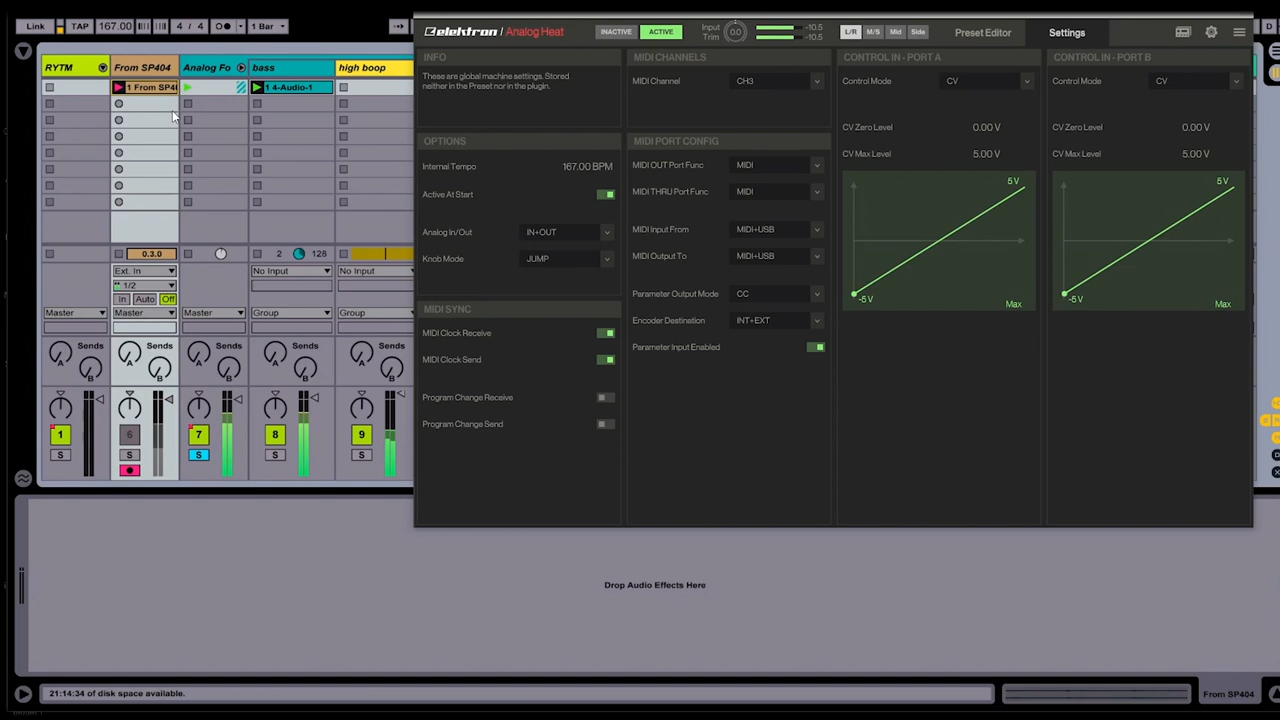 Link
TAP
167.00
4 / 4
1 Bar
D
elektron
Analog Heat
INACTIVE
ACTIVE
Input
Trim
0.0
-10.5
-10.5
L/R
M/S
Mid
Side
Preset Editor
Settings
RYTM
From SP404
Analog Fo
bass
high boop
1 From SP40
1 4-Audio-1
0.3.0
2
128
Ext. In
No Input
No Input
1/2
In
Auto
Off
Master
Master
Master
Group
Group
Sends
Sends
Sends
Sends
Sends
A
B
A
B
A
B
A
B
A
B
1
6
7
8
9
S
S
S
S
S
INFO
These are global machine settings. Stored
neither in the Preset nor in the plugin.
OPTIONS
Internal Tempo
167.00 BPM
Active At Start
Analog In/Out
IN+OUT
Knob Mode
JUMP
MIDI SYNC
MIDI Clock Receive
MIDI Clock Send
Program Change Receive
Program Change Send
MIDI CHANNELS
MIDI Channel
CH3
MIDI PORT CONFIG
MIDI OUT Port Func
MIDI
MIDI THRU Port Func
MIDI
MIDI Input From
MIDI+USB
MIDI Output To
MIDI+USB
Parameter Output Mode
CC
Encoder Destination
INT+EXT
Parameter Input Enabled
CONTROL IN - PORT A
Control Mode
CV
CV Zero Level
0.00 V
CV Max Level
5.00 V
5 V
-5 V
Max
CONTROL IN - PORT B
Control Mode
CV
CV Zero Level
0.00 V
CV Max Level
5.00 V
5 V
-5 V
Max
Drop Audio Effects Here
21:14:34 of disk space available.
From SP404